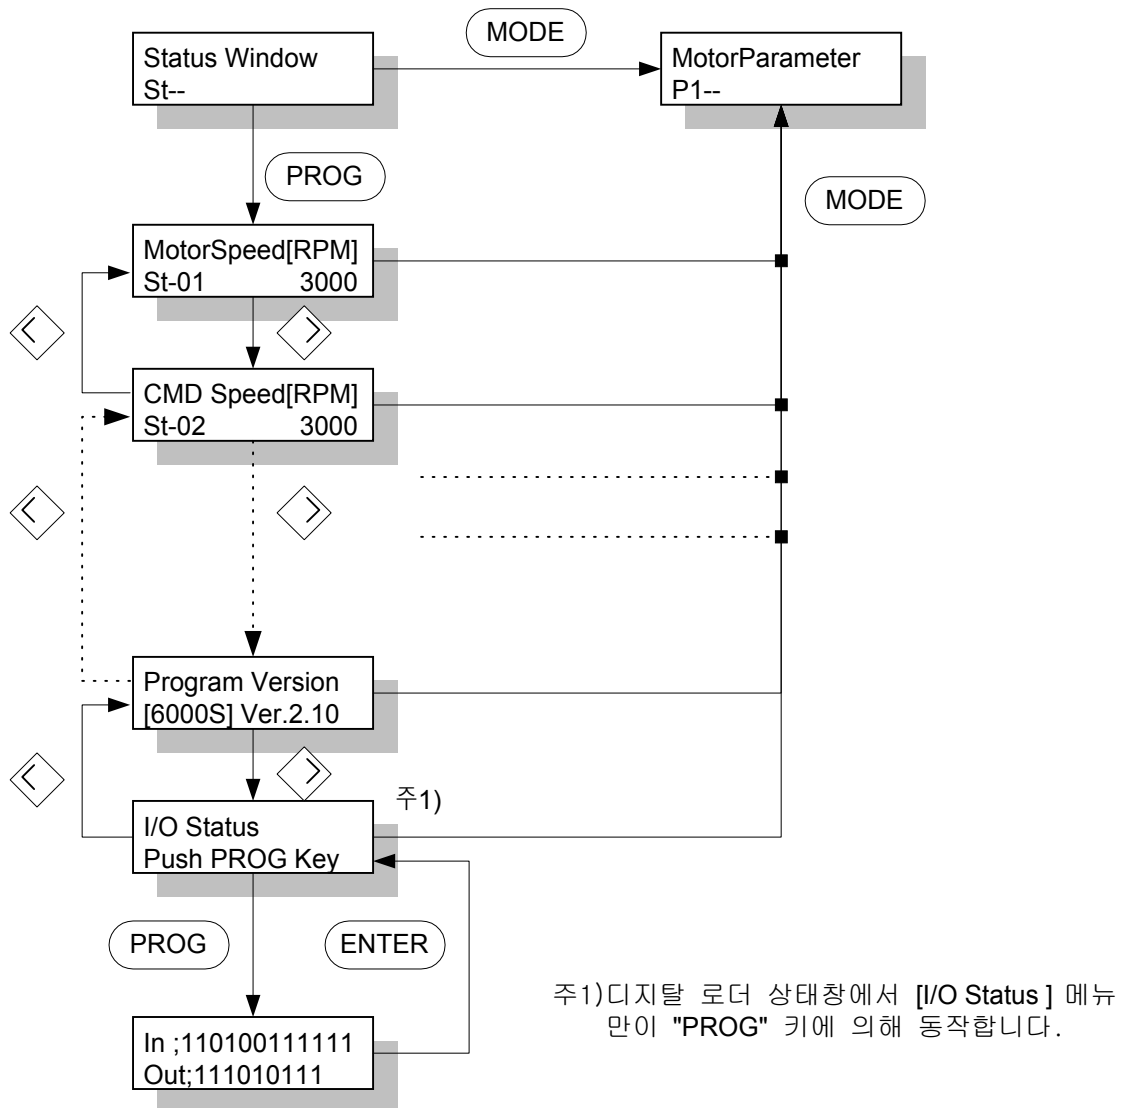 MODE
Status Window
St--
MotorParameter
P1--
PROG
MODE
MotorSpeed[RPM]
St-01 3000
CMD Speed[RPM]
St-02 3000
Program Version
[6000S] Ver.2.10
주1)
I/O Status
Push PROG Key
PROG
ENTER
주1)디지탈 로더 상태창에서 [I/O Status ] 메뉴
만이 "PROG" 키에 의해 동작합니다.
In ;110100111111
Out;111010111